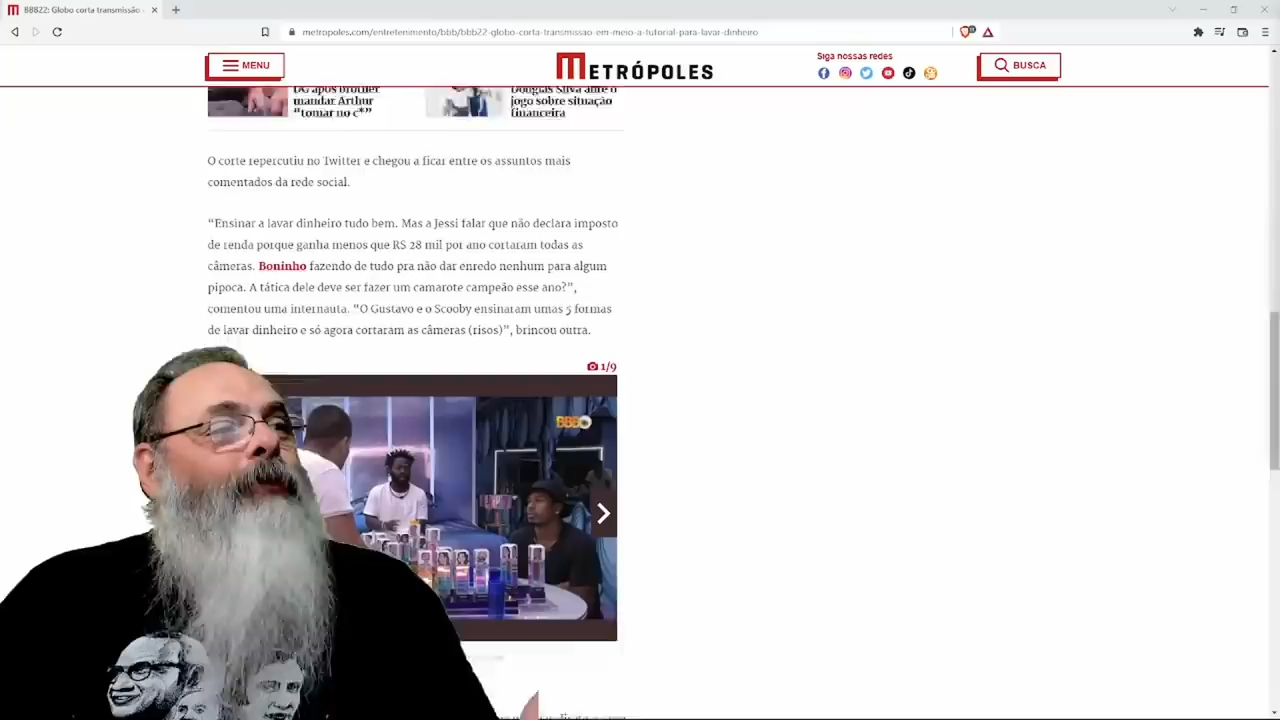 BBB22: Globo corta transmissão -
metropoles.com/entretenimento/bbb/bbb22-globo-corta-transmissao-em-meio-a-tutorial-para-lavar-dinheiro
MENU
METRÓPOLES
Siga nossas redes
BUSCA
DG após brother
mandar Arthur
“tomar no c*”
Douglas Silva abre o
jogo sobre situação
financeira
O corte repercutiu no Twitter e chegou a ficar entre os assuntos mais
comentados da rede social.
“Ensinar a lavar dinheiro tudo bem. Mas a Jessi falar que não declara imposto
de renda porque ganha menos que R$ 28 mil por ano cortaram todas as
câmeras. Boninho fazendo de tudo pra não dar enredo nenhum para algum
pipoca. A tática dele deve ser fazer um camarote campeão esse ano?”,
comentou uma internauta. “O Gustavo e o Scooby ensinaram umas 5 formas
de lavar dinheiro e só agora cortaram as câmeras (risos)”, brincou outra.
1/9
BBB